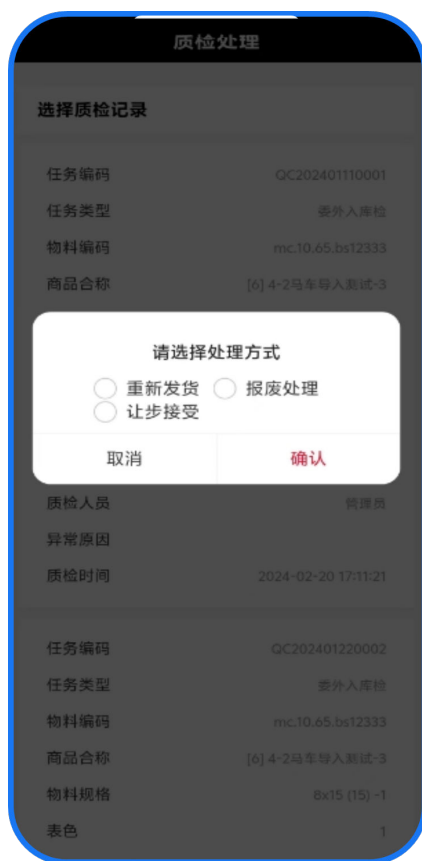 质检处理
选择质检记录
任务编码 QC202401110001
任务类型 委外入库检
物料编码 mc.10.65.bs12333
商品合称 [6] 4-2马车导入测试-3
请选择处理方式
重新发货 报废处理
让步接受
取消 确认
质检人员 管理员
异常原因
质检时间 2024-02-20 17:11:21
任务编码 QC202401220002
任务类型 委外入库检
物料编码 mc.10.65.bs12333
商品合称 [6] 4-2马车导入测试-3
物料规格 8x15 (15) -1
表色 1